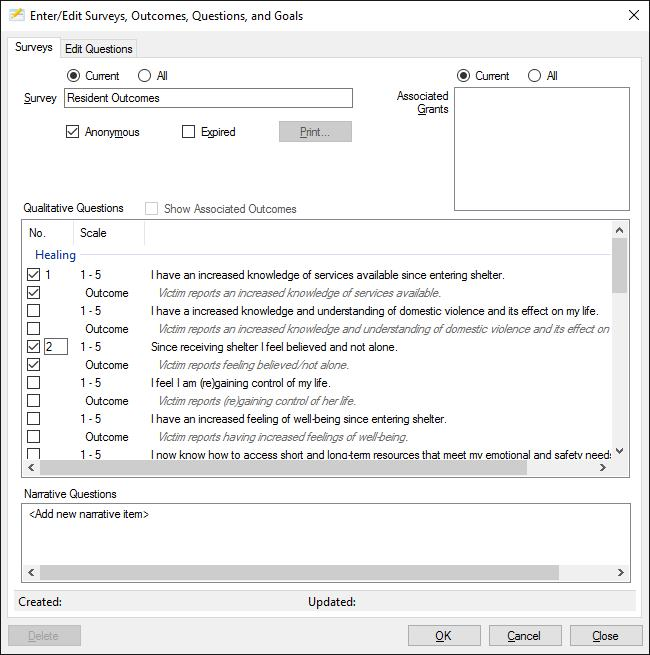 Enter/Edit Surveys, Outcomes, Questions, and Goals
Surveys Edit Questions
Current All Current All
Survey Resident Outcomes Associated Grants
Anonymous Expired Print...
Qualitative Questions Show Associated Outcomes
No. Scale
Healing
1 1 - 5 I have an increased knowledge of services available since entering shelter.
Outcome Victim reports an increased knowledge of services available.
1 - 5 I have a increased knowledge and understanding of domestic violence and its effect on my life.
Outcome Victim reports an increased knowledge and understanding of domestic violence and its effect on
2 1 - 5 Since receiving shelter I feel believed and not alone.
Outcome Victim reports feeling believed/not alone.
1 - 5 I feel I am (re)gaining control of my life.
Outcome Victim reports (re)gaining control of her life.
1 - 5 I have an increased feeling of well-being since entering shelter.
Outcome Victim reports having increased feelings of well-being.
1 - 5 I now know how to access short and long-term resources that meet my emotional and safety needs
Narrative Questions
<Add new narrative item>
Created: Updated:
Delete OK Cancel Close